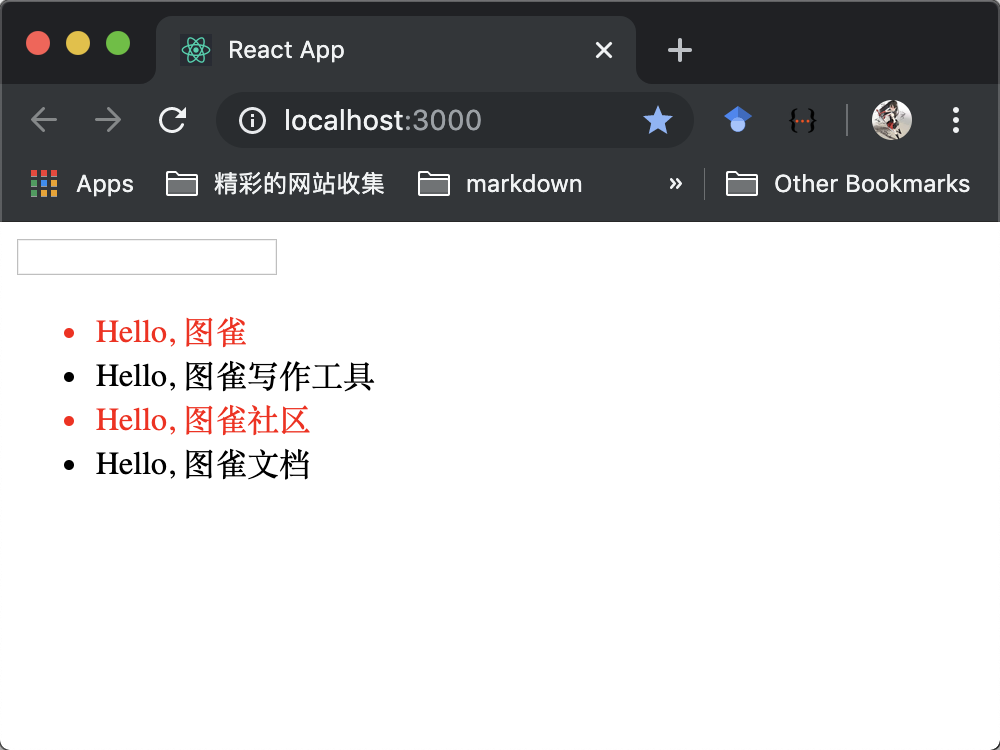 React App
localhost:3000
Apps 精彩的网站收集 markdown » Other Bookmarks
Hello, 图雀
Hello, 图雀写作工具
Hello, 图雀社区
Hello, 图雀文档